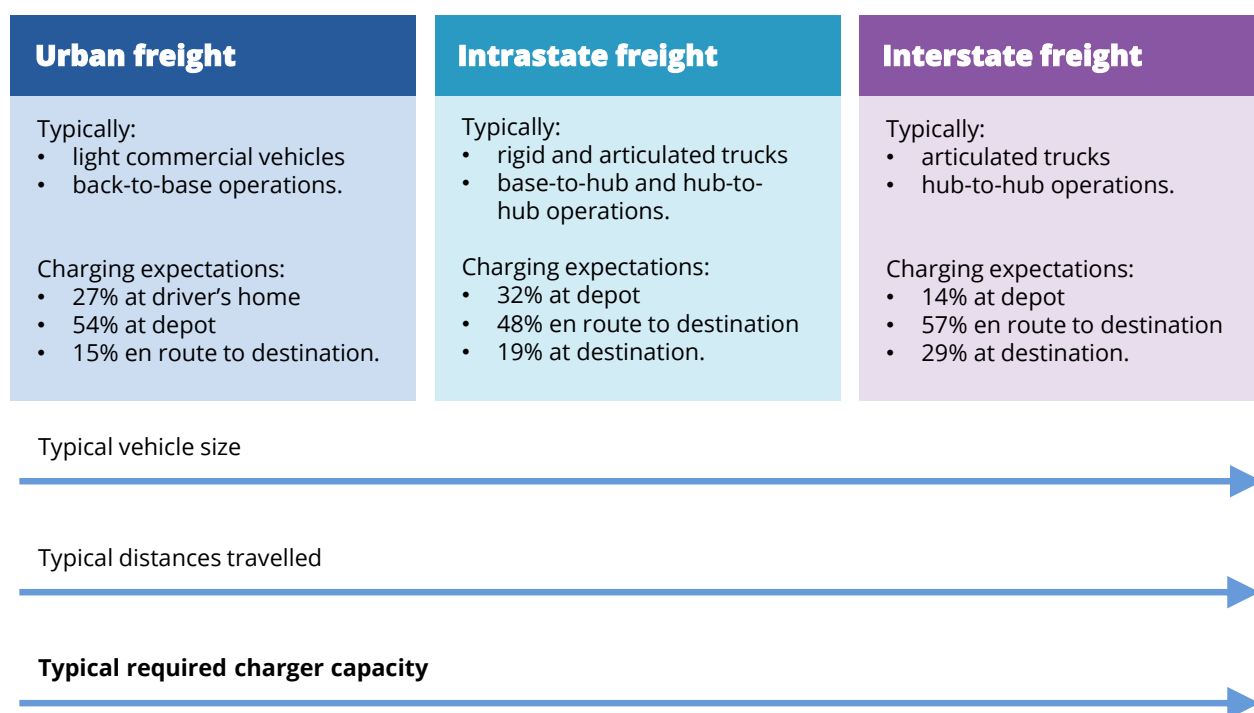 Urban freight
Typically:
• light commercial vehicles
• back-to-base operations.
Charging expectations:
• 27% at driver’s home
• 54% at depot
• 15% en route to destination.
Intrastate freight
Typically:
• rigid and articulated trucks
• base-to-hub and hub-to-
hub operations.
Charging expectations:
• 32% at depot
• 48% en route to destination
• 19% at destination.
Interstate freight
Typically:
• articulated trucks
• hub-to-hub operations.
Charging expectations:
• 14% at depot
• 57% en route to destination
• 29% at destination.
Typical vehicle size
Typical distances travelled
Typical required charger capacity